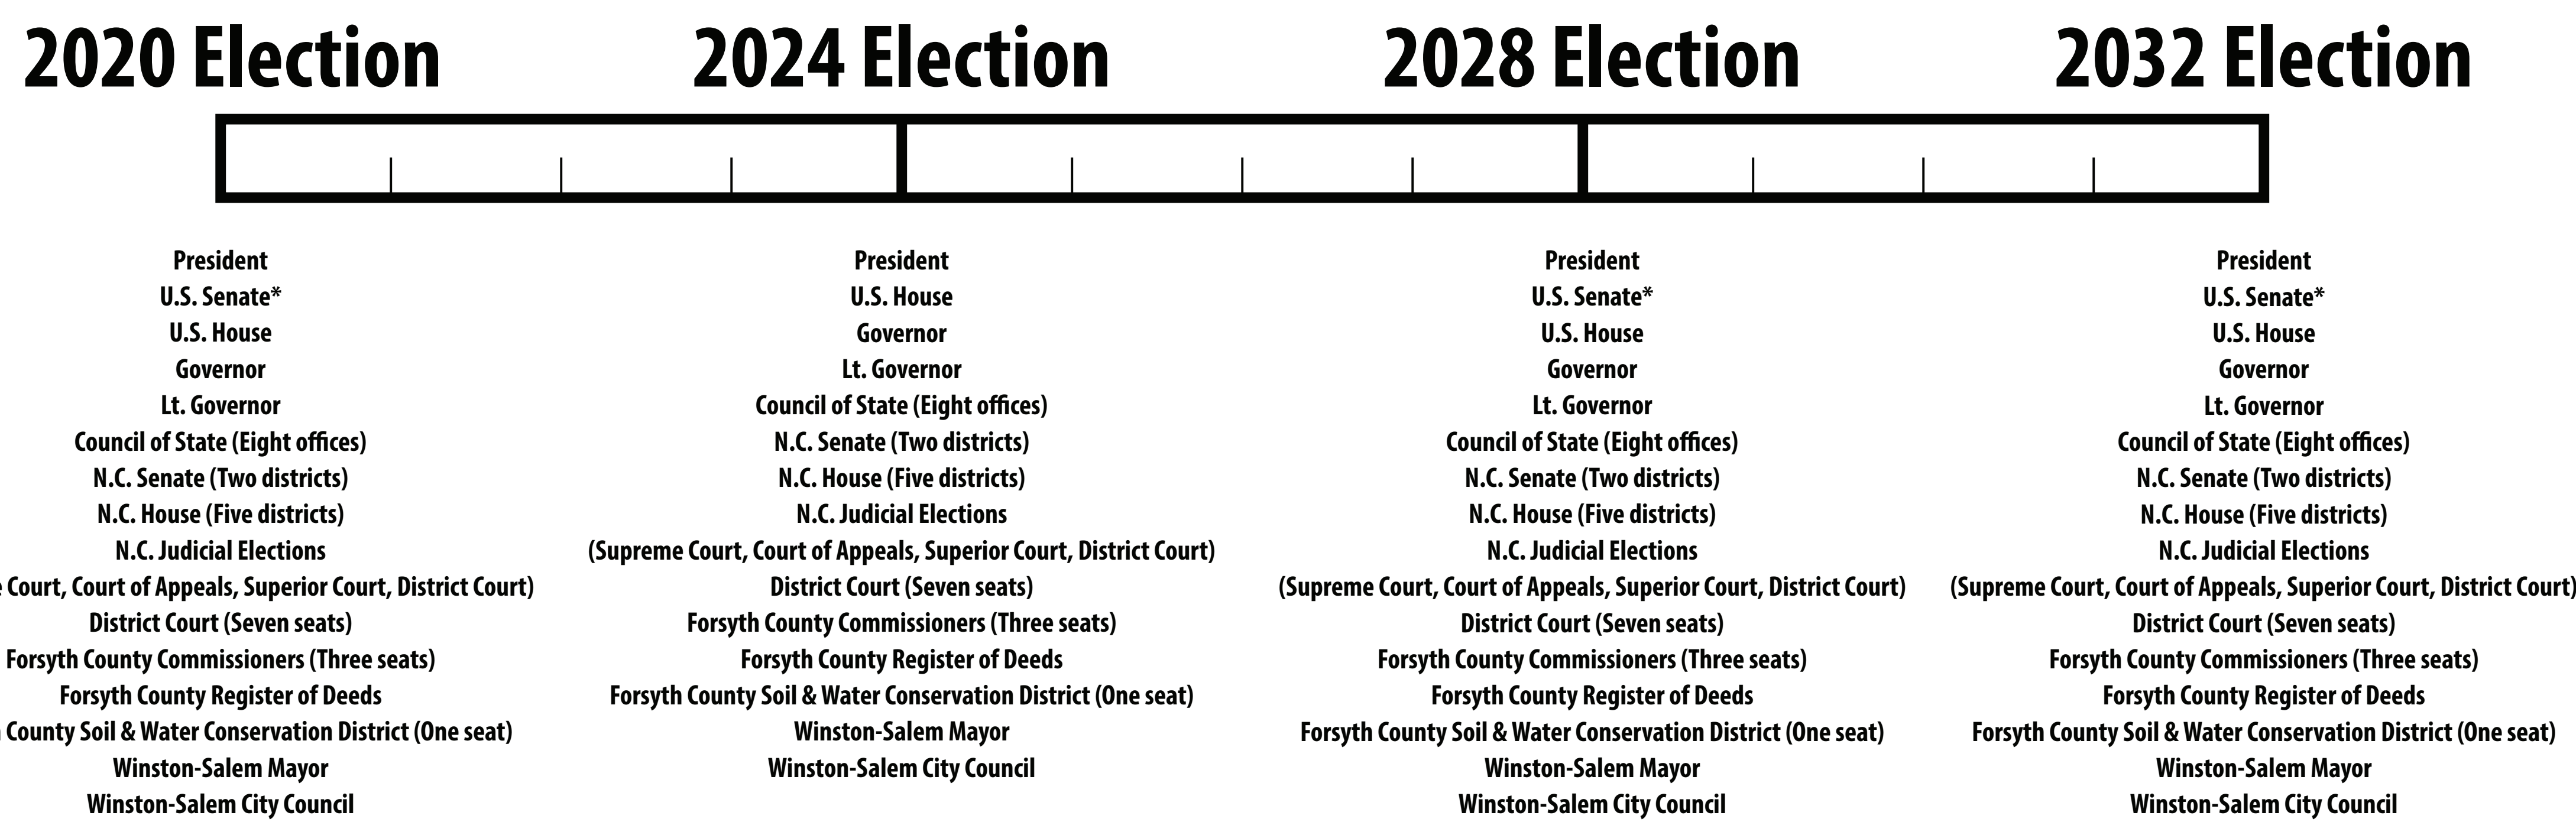 2020 Election
President
U.S. Senate*
U.S. House
Governor
Lt. Governor
Council of State (Eight offices)
N.C. Senate (Two districts)
N.C. House (Five districts)
N.C. Judicial Elections
Court, Court of Appeals, Superior Court, District Court)
District Court (Seven seats)
Forsyth County Commissioners (Three seats)
Forsyth County Register of Deeds
County Soil & Water Conservation District (One seat)
Winston-Salem Mayor
Winston-Salem City Council
2024 Election
President
U.S. House
Governor
Lt. Governor
Council of State (Eight offices)
N.C. Senate (Two districts)
N.C. House (Five districts)
N.C. Judicial Elections
(Supreme Court, Court of Appeals, Superior Court, District Court)
District Court (Seven seats)
Forsyth County Commissioners (Three seats)
Forsyth County Register of Deeds
Forsyth County Soil & Water Conservation District (One seat)
Winston-Salem Mayor
Winston-Salem City Council
2028 Election
President
U.S. Senate*
U.S. House
Governor
Lt. Governor
Council of State (Eight offices)
N.C. Senate (Two districts)
N.C. House (Five districts)
N.C. Judicial Elections
(Supreme Court, Court of Appeals, Superior Court, District Court)
District Court (Seven seats)
Forsyth County Commissioners (Three seats)
Forsyth County Register of Deeds
Forsyth County Soil & Water Conservation District (One seat)
Winston-Salem Mayor
Winston-Salem City Council
2032 Election
President
U.S. Senate*
U.S. House
Governor
Lt. Governor
Council of State (Eight offices)
N.C. Senate (Two districts)
N.C. House (Five districts)
N.C. Judicial Elections
(Supreme Court, Court of Appeals, Superior Court, District Court)
District Court (Seven seats)
Forsyth County Commissioners (Three seats)
Forsyth County Register of Deeds
Forsyth County Soil & Water Conservation District (One seat)
Winston-Salem Mayor
Winston-Salem City Council